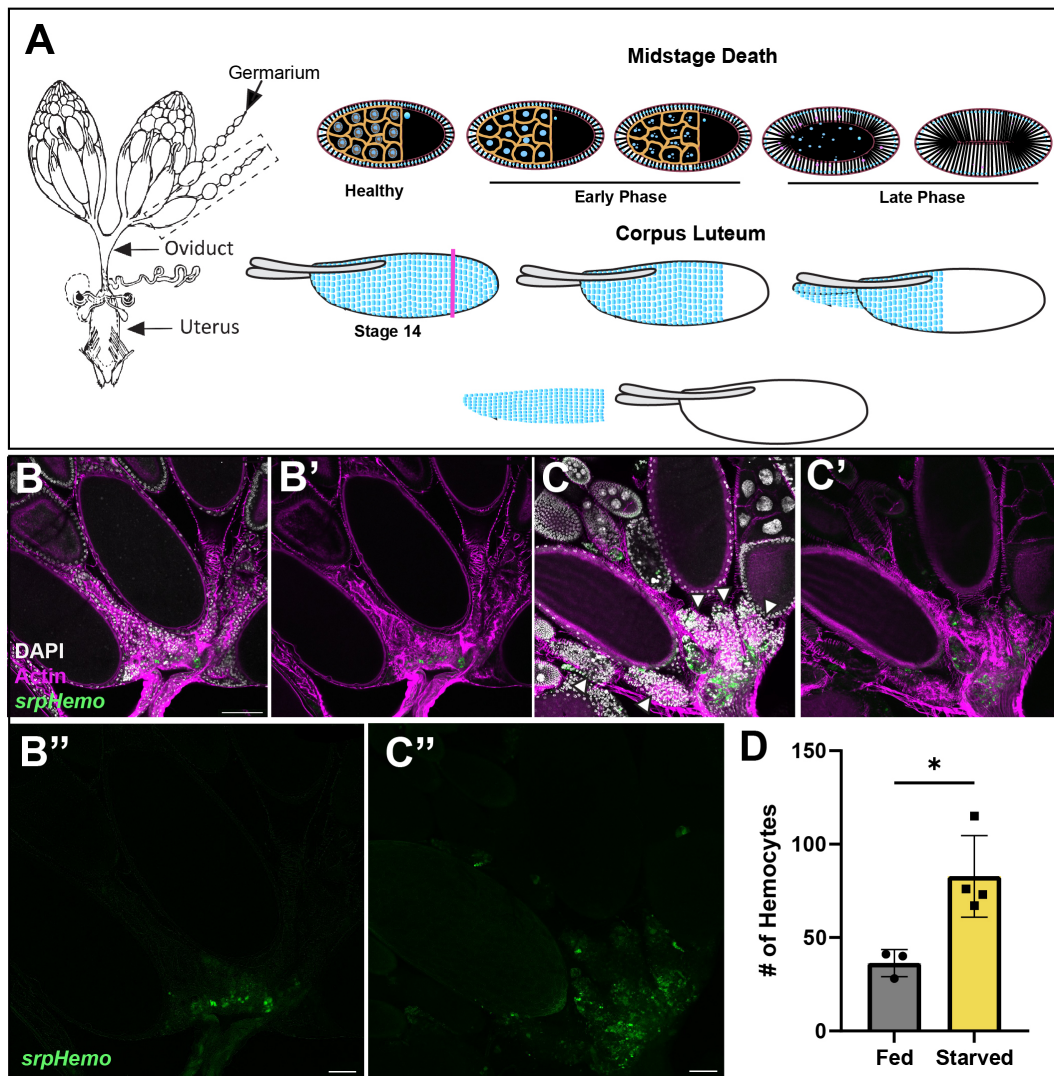 A
Germarium
Oviduct
Uterus
Midstage Death
Healthy
Early Phase
Late Phase
Corpus Luteum
Stage 14
B
DAPI
Actin
srpHemo
B’
C
C’
B’’
srpHemo
C’’
D
*
# of Hemocytes
150
100
50
0
Fed Starved